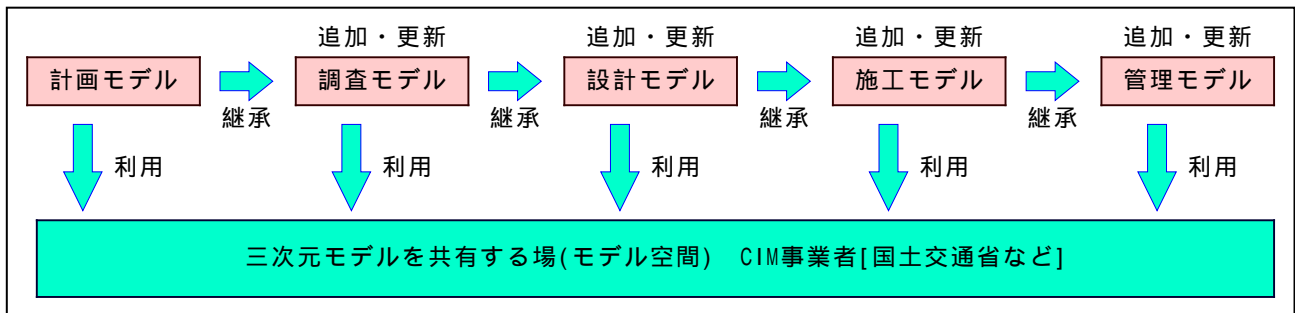 追加・更新 追加・更新 追加・更新 追加・更新
計画モデル 調査モデル 設計モデル 施工モデル 管理モデル
継承 継承 継承 継承
利用 利用 利用 利用 利用
三次元モデルを共有する場(モデル空間) CIM事業者[国土交通省など]